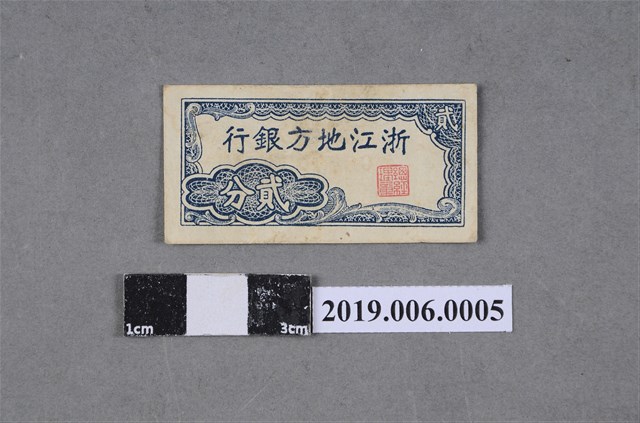 貳
浙江地方銀行
貳分
1cm 3cm
2019.006.0005